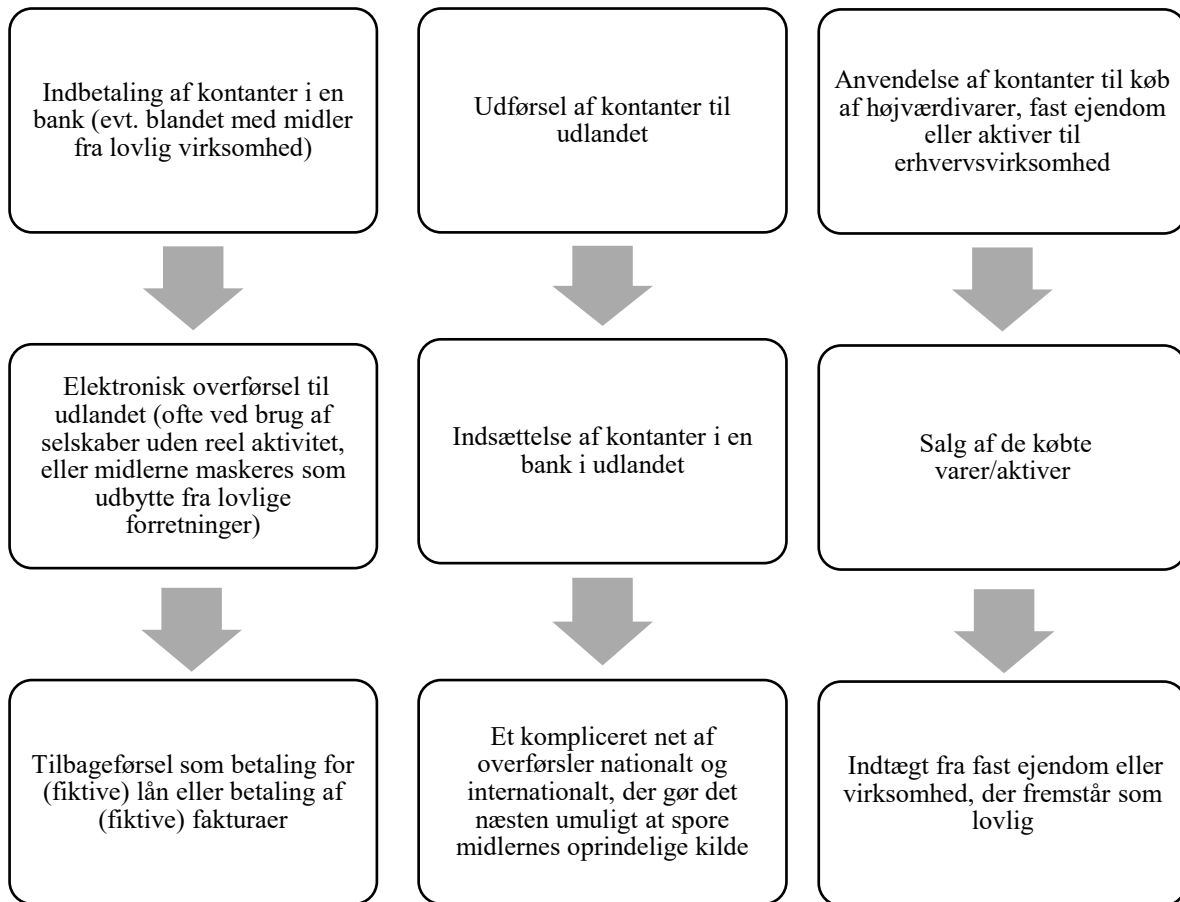 Indbetaling af kontanter i en
bank (evt. blandet med midler
fra lovlig virksomhed)
Elektronisk overførsel til
udlandet (ofte ved brug af
selskaber uden reel aktivitet,
eller midlerne maskeres som
udbytte fra lovlige
forretninger)
Tilbageførsel som betaling for
(fiktive) lån eller betaling af
(fiktive) fakturaer
Udførsel af kontanter til
udlandet
Indsættelse af kontanter i en
bank i udlandet
Et kompliceret net af
overførsler nationalt og
internationalt, der gør det
næsten umuligt at spore
midlernes oprindelige kilde
Anvendelse af kontanter til køb
af højværdivarer, fast ejendom
eller aktiver til
erhvervsvirksomhed
Salg af de købte
varer/aktiver
Indtægt fra fast ejendom eller
virksomhed, der fremstår som
lovlig